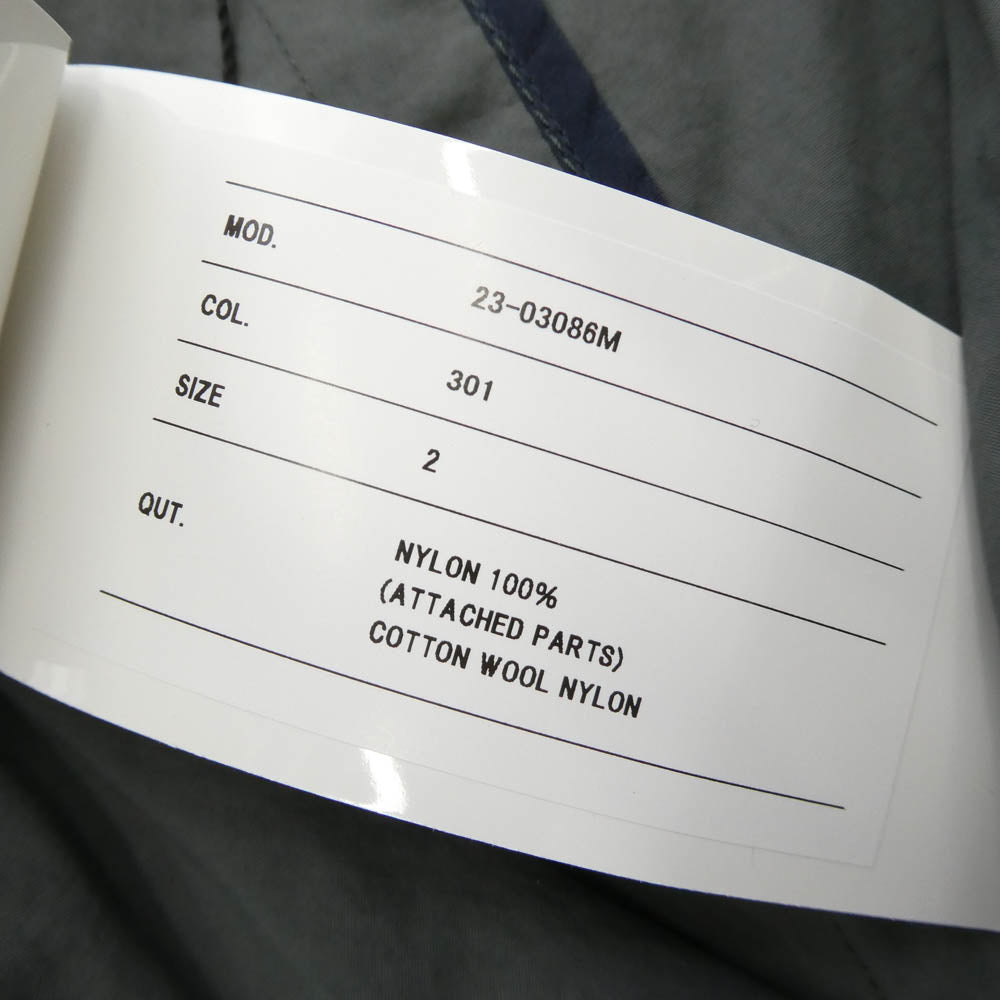 MOD. 23-03086M
COL. 301
SIZE 2
QUT. NYLON 100%
(ATTACHED PARTS)
COTTON WOOL NYLON